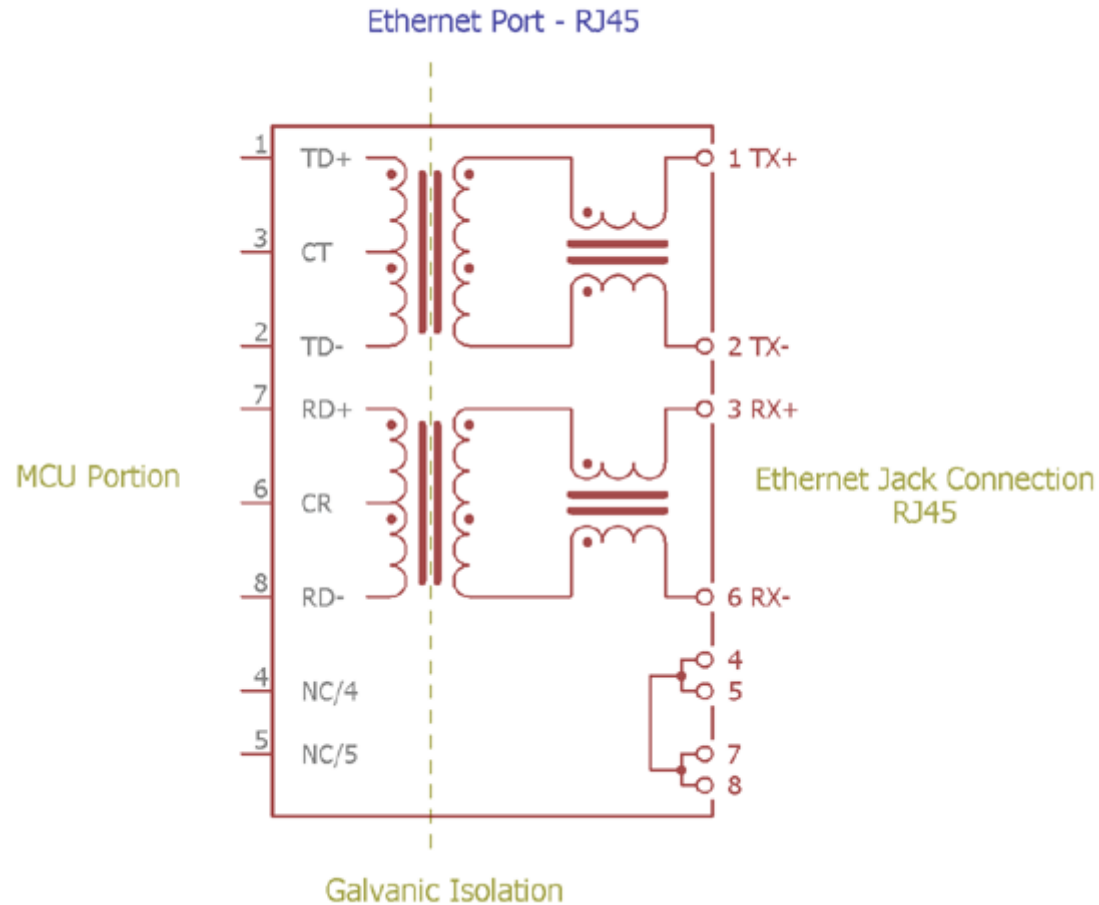 Ethernet Port - RJ45
1 TD+ 1 TX+
3 CT
2 TD- 2 TX-
7 RD+ 3 RX+
MCU Portion
6 CR
Ethernet Jack Connection
RJ45
8 RD- 6 RX-
4
4 NC/4 5
5 NC/5 7
8
Galvanic Isolation